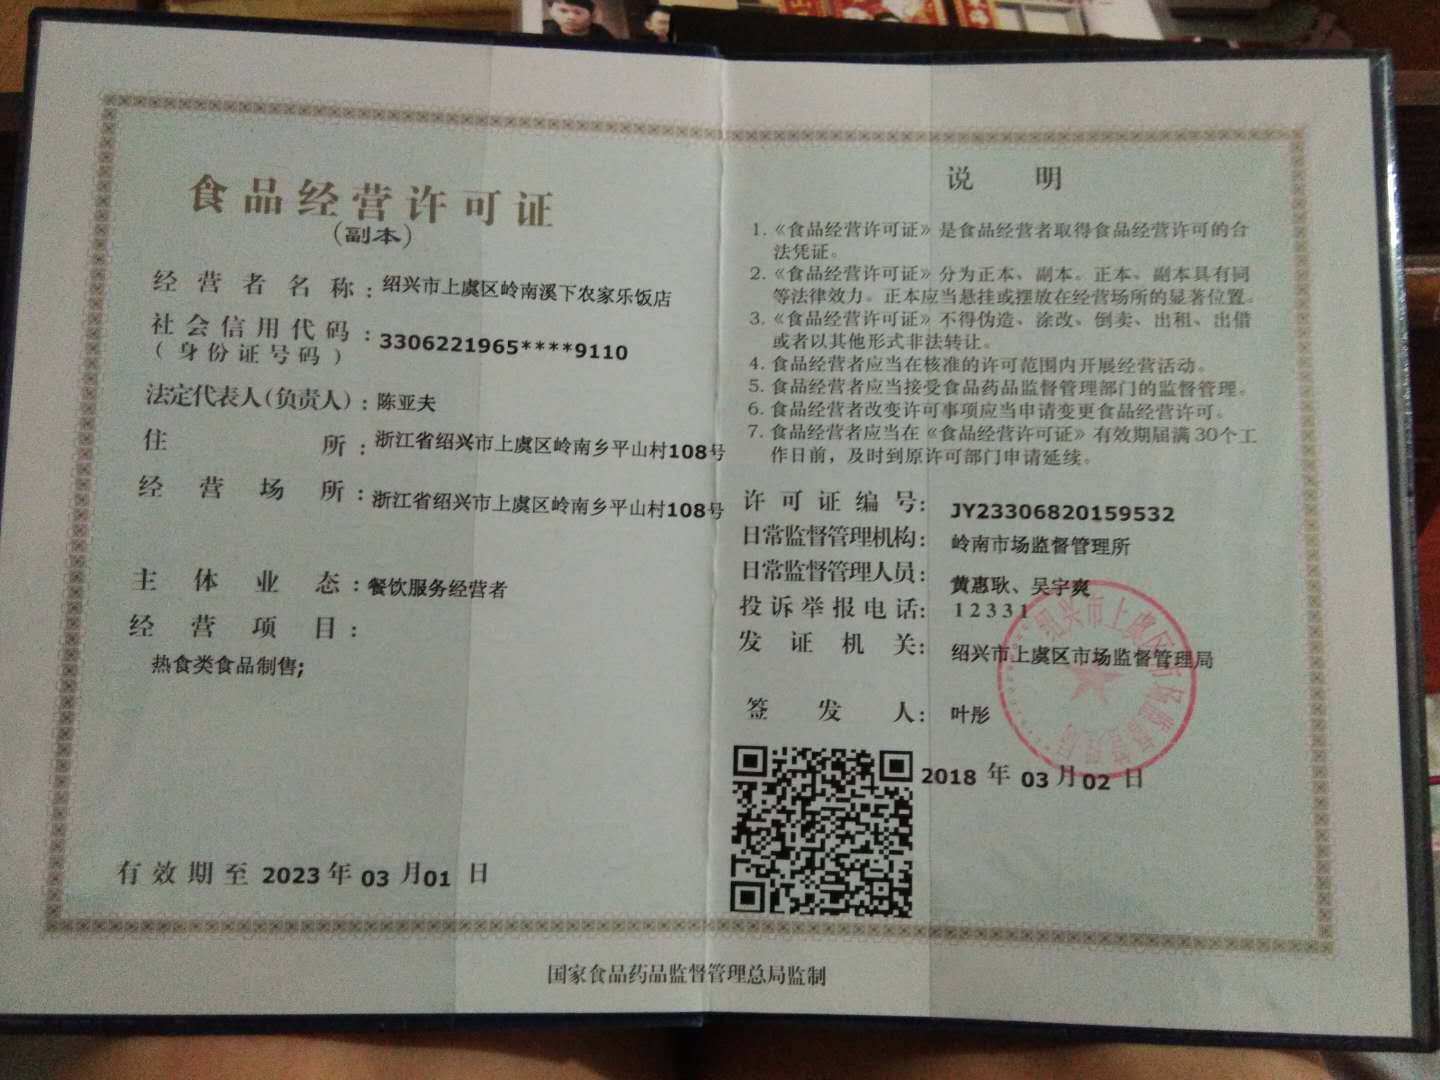 食品经营许可证
(副本)
经营者名称：绍兴市上虞区岭南溪下农家乐饭店
社会信用代码：3306221965****9110
(身份证号码)
法定代表人(负责人)：陈亚夫
住所：浙江省绍兴市上虞区岭南乡平山村108号
经营场所：浙江省绍兴市上虞区岭南乡平山村108号
主体业态：餐饮服务经营者
经营项目：
热食类食品制售;
有效期至 2023 年 03 月 01 日
说 明
1.《食品经营许可证》是食品经营者取得食品经营许可的合
法凭证。
2.《食品经营许可证》分为正本、副本。正本、副本具有同
等法律效力。正本应当悬挂或摆放在经营场所的显著位置。
3.《食品经营许可证》不得伪造、涂改、倒卖、出租、出借
或者以其他形式非法转让。
4. 食品经营者应当在核准的许可范围内开展经营活动。
5. 食品经营者应当接受食品药品监督管理部门的监督管理。
6. 食品经营者改变许可事项应当申请变更食品经营许可。
7. 食品经营者应当在《食品经营许可证》有效期届满30个工
作日前，及时到原许可部门申请延续。
许可证编号：JY23306820159532
日常监督管理机构：岭南市场监督管理所
日常监督管理人员：黄惠耿、吴宇爽
投诉举报电话：12331
发证机关：绍兴市上虞区市场监督管理局
签发人：叶彤
2018 年 03 月 02 日
绍兴市上虞区市场监督管理局
国家食品药品监督管理总局监制